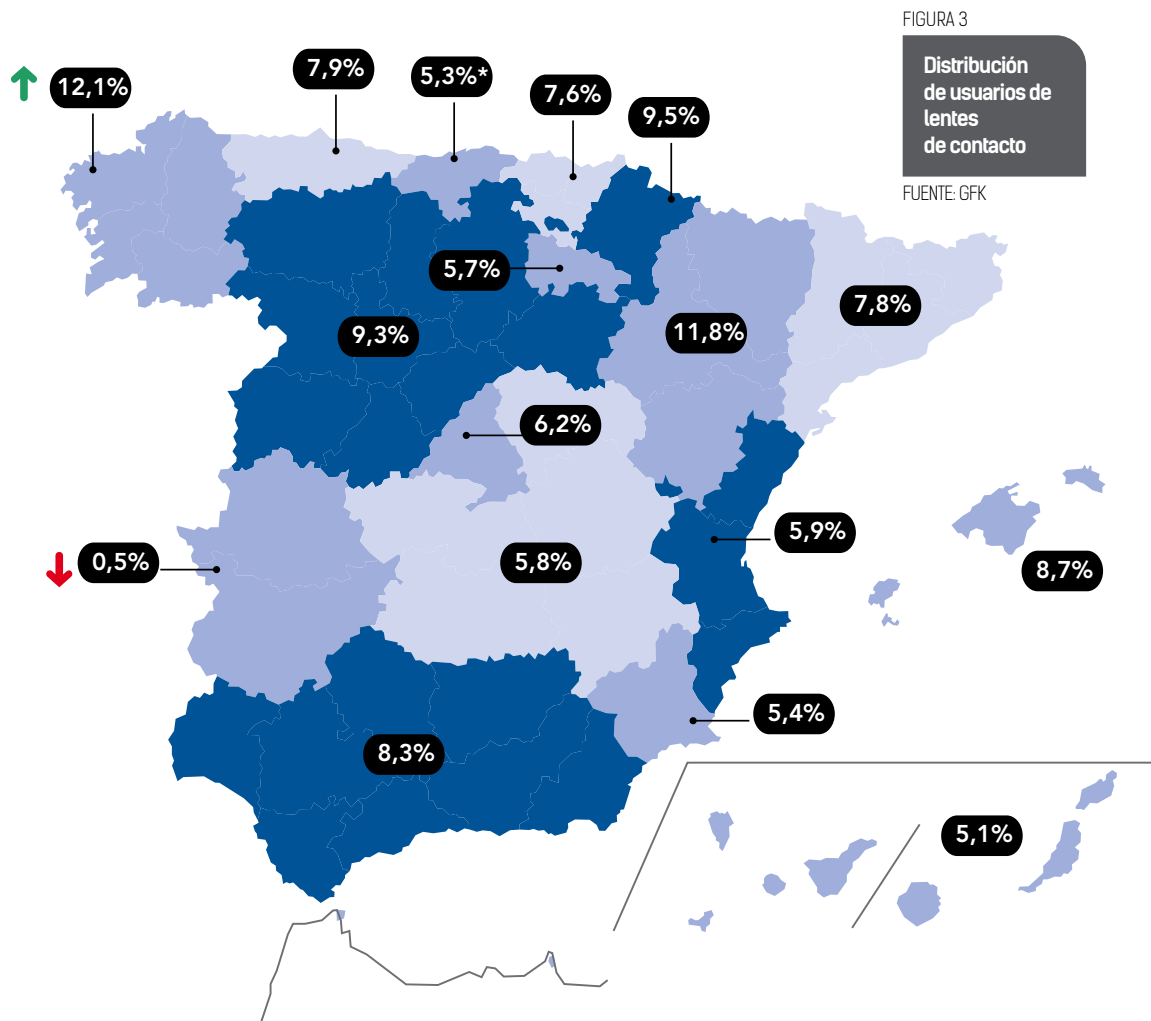 FIGURA 3
Distribución
de usuarios de
lentes
de contacto
FUENTE: GFK
12,1%
7,9%
5,3%*
7,6%
9,5%
5,7%
9,3%
11,8%
7,8%
6,2%
0,5%
5,8%
5,9%
8,7%
5,4%
8,3%
5,1%